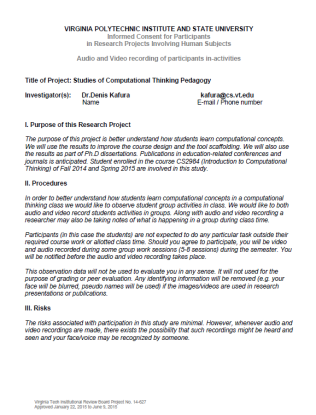 VIRGINIA POLYTECHNIC INSTITUTE AND STATE UNIVERSITY
Informed Consent for Participants
in Research Projects Involving Human Subjects
Audio and Video recording of participants in-activities
Title of Project: Studies of Computational Thinking Pedagogy
Investigator(s): Dr.Denis Kafura kafura@cs.vt.edu
Name E-mail / Phone number
I. Purpose of this Research Project
The purpose of this project is better understand how students learn computational concepts.
We will use the results to improve the course design and the tool scaffolding. We will also use
the results as part of Ph.D dissertations. Publications in education-related conferences and
journals is anticipated. Student enrolled in the course CS2984 (Introduction to Computational
Thinking) of Fall 2014 and Spring 2015 are involved in this study.
II. Procedures
In order to better understand how students learn computational concepts in a computational
thinking class we would like to observe student group activities in class. We would like to both
audio and video record students activities in groups. Along with audio and video recording a
researcher may also be taking notes of what is happening in a group during class time.
Participants (in this case the students) are not expected to do any particular task outside their
required course work or allotted class time. Should you agree to participate, you will be video
and audio recorded during some group work sessions (5-8 sessions) during the semester. You
will be notified before the audio and video recording takes place.
This observation data will not be used to evaluate you in any sense. It will not be used for the
purpose of grading or peer evaluation. Any identifying information will be removed (e.g. your
face will be blurred, pseudo names will be used) if the images/videos are used in research
presentations or publications.
III. Risks
The risks associated with participation in this study are minimal. However, whenever audio and
video recordings are made, there exists the possibility that such recordings might be heard and
seen and your face/voice may be recognized by someone.
Virginia Tech Institutional Review Board Project No. 14-627
Approved January 22, 2015 to June 5, 2015